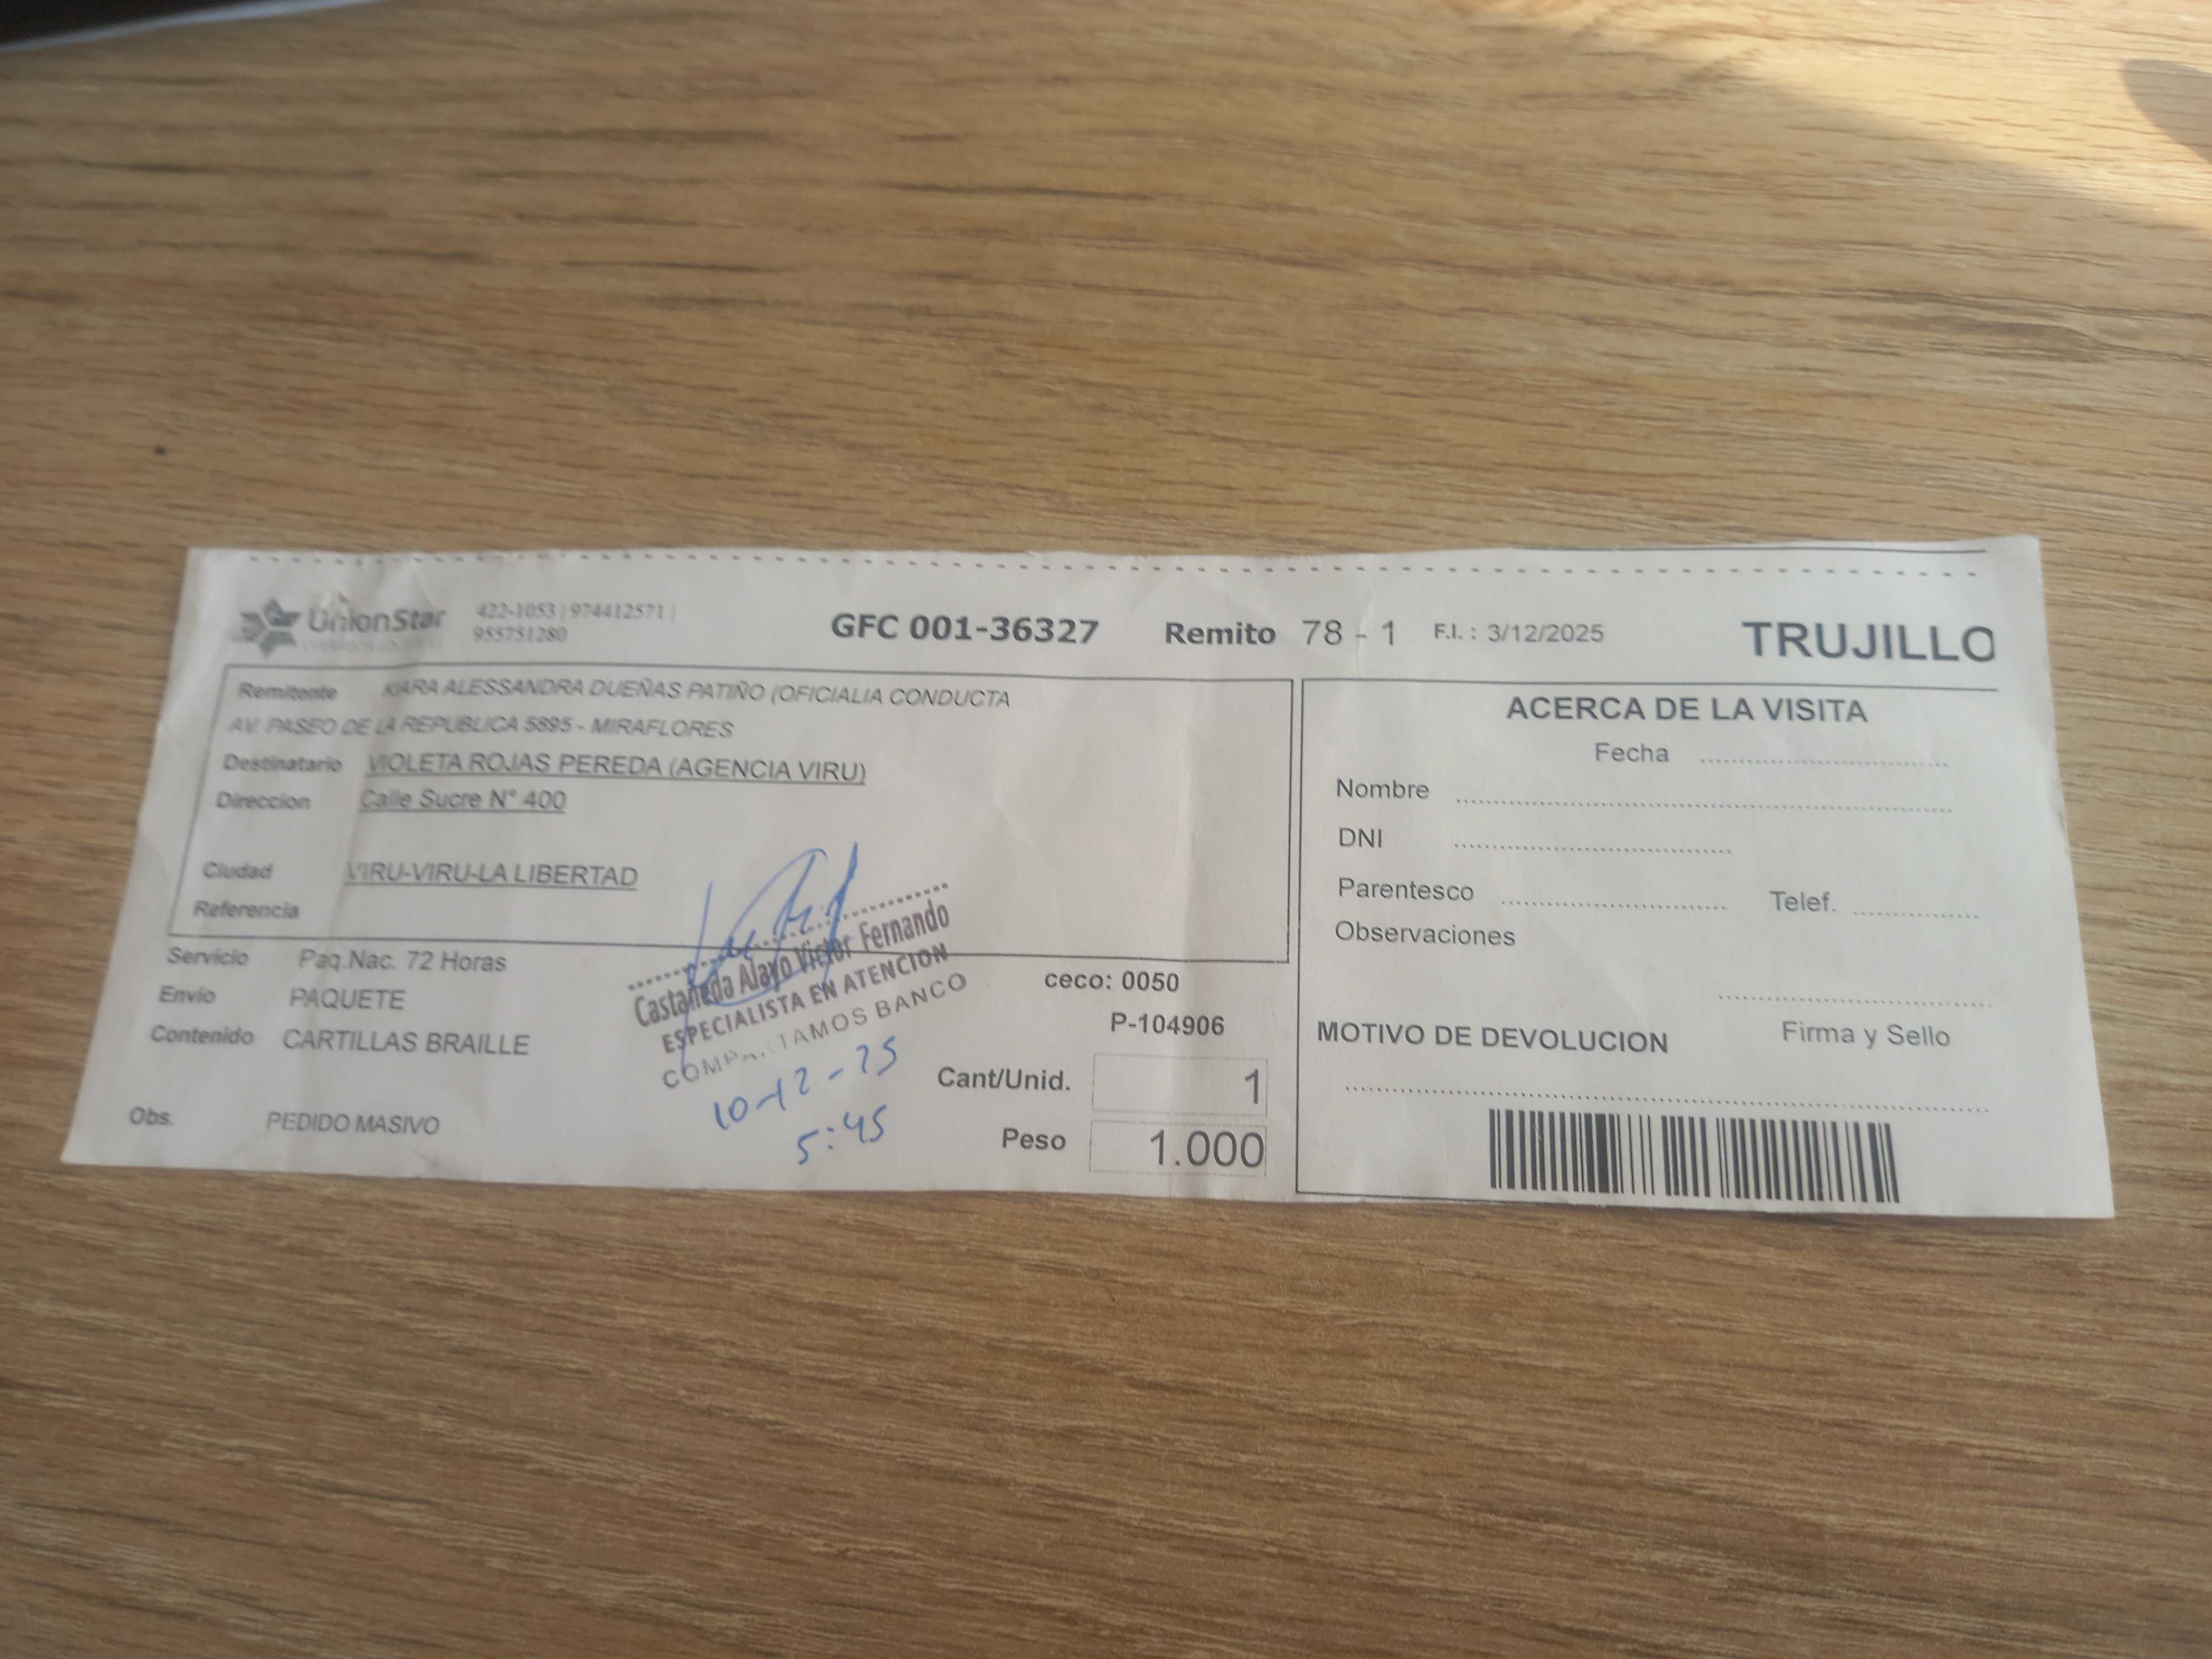 UnionStar
422-1053 | 974412571 |
955751280
GFC 001-36327 Remito 78 - 1 F.I. : 3/12/2025 TRUJILLO
Remitente KIARA ALESSANDRA DUEÑAS PATIÑO (OFICIALIA CONDUCTA
AV. PASEO DE LA REPUBLICA 5895 - MIRAFLORES
Destinatario VIOLETA ROJAS PEREDA (AGENCIA VIRU)
Direccion Calle Sucre N° 400
Ciudad VIRU-VIRU-LA LIBERTAD
Referencia
Servicio Paq.Nac. 72 Horas
Envio PAQUETE
Contenido CARTILLAS BRAILLE
Obs. PEDIDO MASIVO
Castañeda Alayo Victor Fernando
ESPECIALISTA EN ATENCION
COMPARTAMOS BANCO
10-12-25
5:45
ceco: 0050
P-104906
Cant/Unid. 1
Peso 1.000
ACERCA DE LA VISITA
Fecha
Nombre
DNI
Parentesco Telef.
Observaciones
Firma y Sello
MOTIVO DE DEVOLUCION